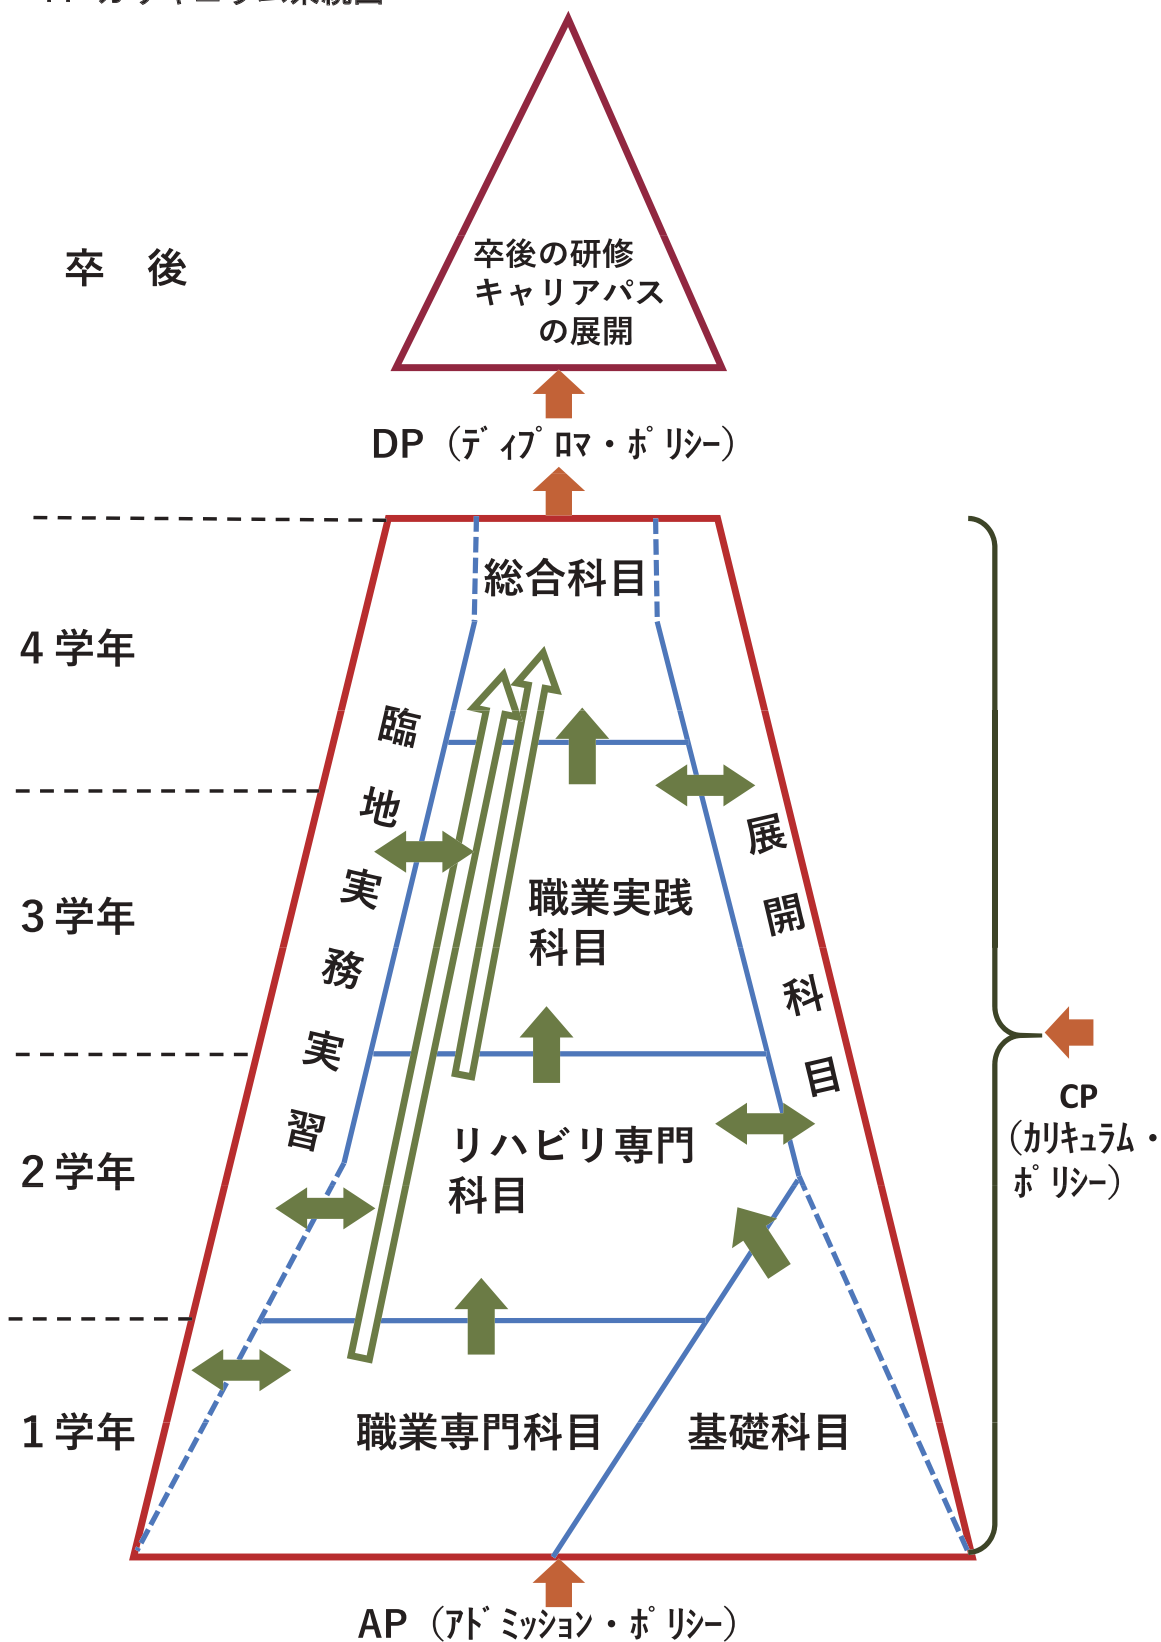 卒　後
卒後の研修
キャリアパス
の展開
DP（ディプロマ・ポリシー）
総合科目
4 学年
臨地実務実習
展開科目
3 学年
職業実践
科目
CP
（カリキュラム・
ポリシー）
2 学年
リハビリ専門
科目
1 学年
職業専門科目
基礎科目
AP（アドミッション・ポリシー）